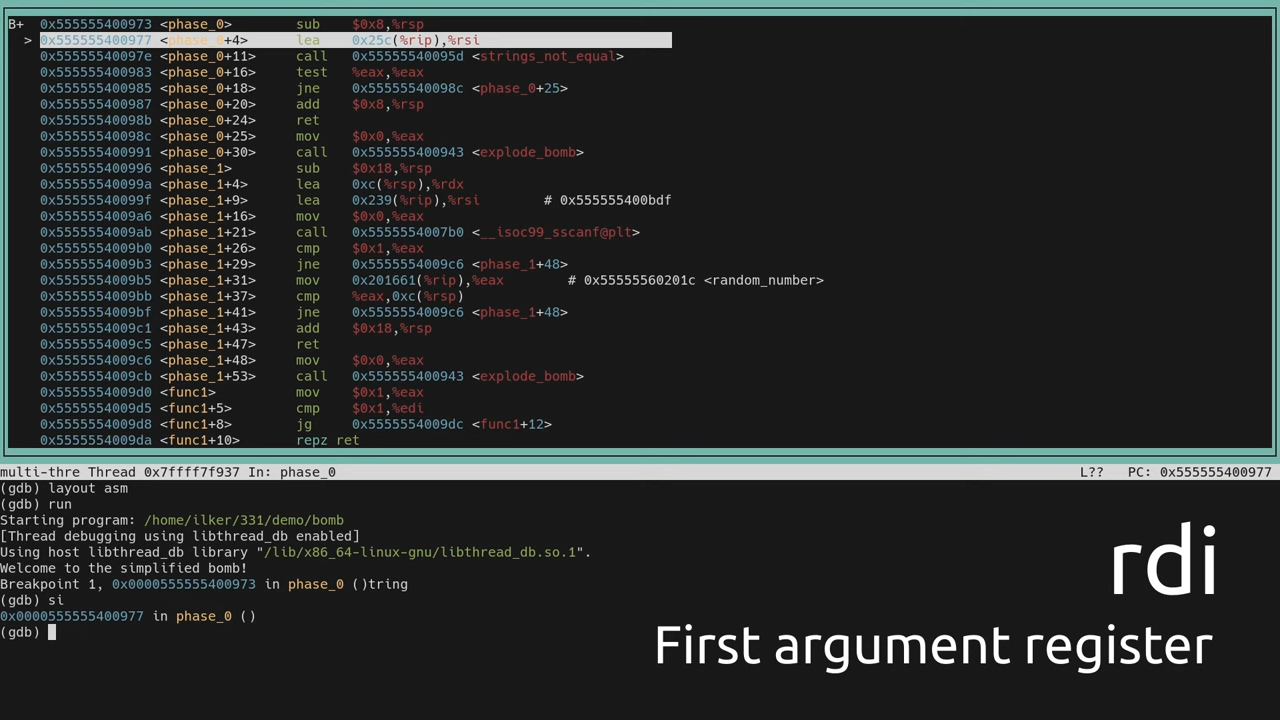 B+  0x555555400973 <phase_0>        sub    $0x8,%rsp
  > 0x555555400977 <phase_0+4>      lea    0x25c(%rip),%rsi
    0x55555540097e <phase_0+11>     call   0x55555540095d <strings_not_equal>
    0x555555400983 <phase_0+16>     test   %eax,%eax
    0x555555400985 <phase_0+18>     jne    0x55555540098c <phase_0+25>
    0x555555400987 <phase_0+20>     add    $0x8,%rsp
    0x55555540098b <phase_0+24>     ret
    0x55555540098c <phase_0+25>     mov    $0x0,%eax
    0x555555400991 <phase_0+30>     call   0x555555400943 <explode_bomb>
    0x555555400996 <phase_1>        sub    $0x18,%rsp
    0x55555540099a <phase_1+4>      lea    0xc(%rsp),%rdx
    0x55555540099f <phase_1+9>      lea    0x239(%rip),%rsi        # 0x555555400bdf
    0x5555554009a6 <phase_1+16>     mov    $0x0,%eax
    0x5555554009ab <phase_1+21>     call   0x5555554007b0 <__isoc99_sscanf@plt>
    0x5555554009b0 <phase_1+26>     cmp    $0x1,%eax
    0x5555554009b3 <phase_1+29>     jne    0x5555554009c6 <phase_1+48>
    0x5555554009b5 <phase_1+31>     mov    0x201661(%rip),%eax        # 0x55555560201c <random_number>
    0x5555554009bb <phase_1+37>     cmp    %eax,0xc(%rsp)
    0x5555554009bf <phase_1+41>     jne    0x5555554009c6 <phase_1+48>
    0x5555554009c1 <phase_1+43>     add    $0x18,%rsp
    0x5555554009c5 <phase_1+47>     ret
    0x5555554009c6 <phase_1+48>     mov    $0x0,%eax
    0x5555554009cb <phase_1+53>     call   0x555555400943 <explode_bomb>
    0x5555554009d0 <func1>          mov    $0x1,%eax
    0x5555554009d5 <func1+5>        cmp    $0x1,%edi
    0x5555554009d8 <func1+8>        jg     0x5555554009dc <func1+12>
    0x5555554009da <func1+10>       repz ret
multi-thre Thread 0x7ffff7f937 In: phase_0    L??   PC: 0x555555400977
(gdb) layout asm
(gdb) run
Starting program: /home/ilker/331/demo/bomb
[Thread debugging using libthread_db enabled]
Using host libthread_db library "/lib/x86_64-linux-gnu/libthread_db.so.1".
Welcome to the simplified bomb!
Breakpoint 1, 0x0000555555400973 in phase_0 ()tring
(gdb) si
0x0000555555400977 in phase_0 ()
(gdb)
rdi
First argument register